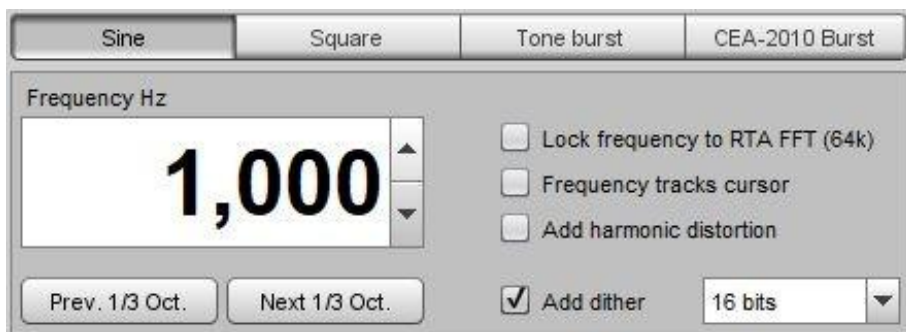 Sine Square Tone burst CEA-2010 Burst
Frequency Hz
1,000
Lock frequency to RTA FFT (64k)
Frequency tracks cursor
Add harmonic distortion
Prev. 1/3 Oct. Next 1/3 Oct. Add dither 16 bits